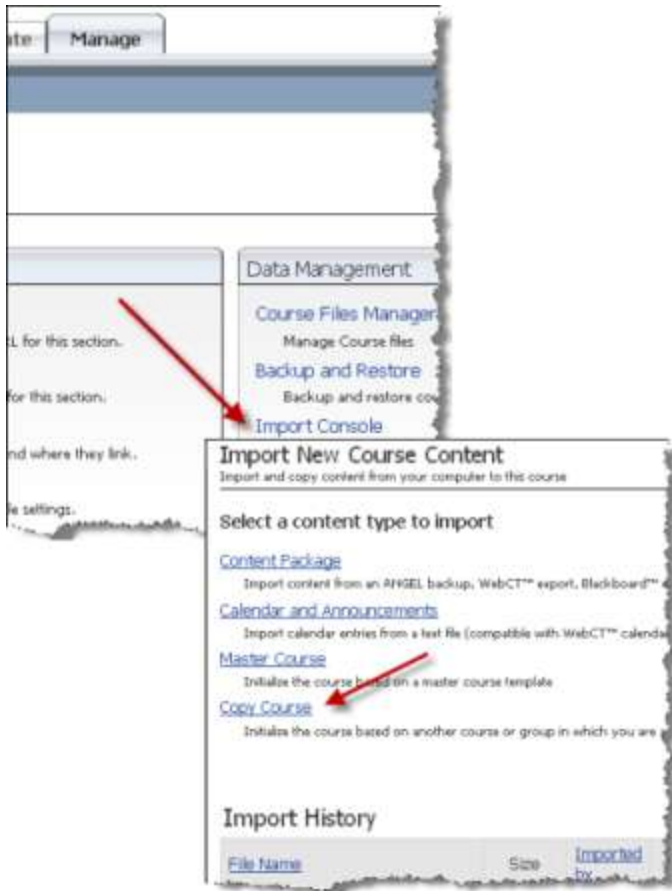 ate Manage
Data Management
Course Files Manager
Manage Course files
L for this section.
Backup and Restore
Backup and restore cou
for this section.
Import Console
nd where they link.
le settings.
Import New Course Content
Import and copy content from your computer to this course
Select a content type to import
Content Package
Import content from an ANGEL backup, WebCT™ export, Blackboard™
Calendar and Announcements
Import calendar entries from a text file (compatible with WebCT™ calenda
Master Course
Initialize the course based on a master course template
Copy Course
Initialize the course based on another course or group in which you are
Import History
File Name Size Imported
by